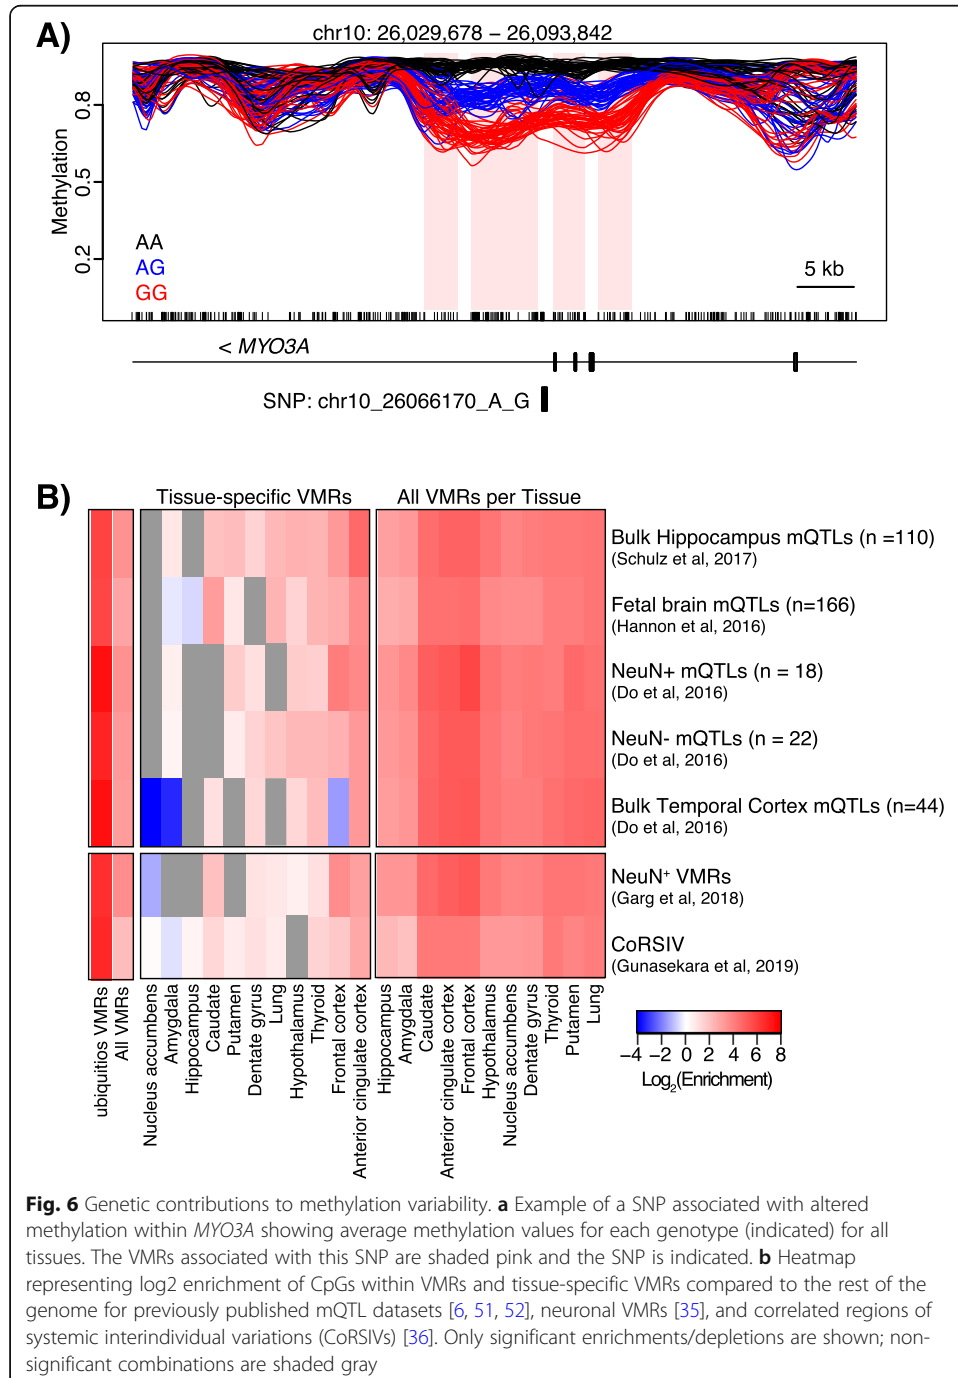 A)
chr10: 26,029,678 – 26,093,842
Methylation
0.8
0.5
0.2
AA
AG
GG
5 kb
< MYO3A
SNP: chr10_26066170_A_G
B)
Tissue-specific VMRs
All VMRs per Tissue
Bulk Hippocampus mQTLs (n =110)
(Schulz et al, 2017)
Fetal brain mQTLs (n=166)
(Hannon et al, 2016)
NeuN+ mQTLs (n = 18)
(Do et al, 2016)
NeuN- mQTLs (n = 22)
(Do et al, 2016)
Bulk Temporal Cortex mQTLs (n=44)
(Do et al, 2016)
NeuN+ VMRs
(Garg et al, 2018)
CoRSIV
(Gunasekara et al, 2019)
ubiquitios VMRs
All VMRs
Nucleus accumbens
Amygdala
Hippocampus
Caudate
Putamen
Dentate gyrus
Lung
Hypothalamus
Thyroid
Frontal cortex
Anterior cingulate cortex
Hippocampus
Amygdala
Caudate
Anterior cingulate cortex
Frontal cortex
Hypothalamus
Nucleus accumbens
Dentate gyrus
Thyroid
Putamen
Lung
−4 −2 0 2 4 6 8
Log2(Enrichment)
Fig. 6 Genetic contributions to methylation variability. a Example of a SNP associated with altered
methylation within MYO3A showing average methylation values for each genotype (indicated) for all
tissues. The VMRs associated with this SNP are shaded pink and the SNP is indicated. b Heatmap
representing log2 enrichment of CpGs within VMRs and tissue-specific VMRs compared to the rest of the
genome for previously published mQTL datasets [6, 51, 52], neuronal VMRs [35], and correlated regions of
systemic interindividual variations (CoRSIVs) [36]. Only significant enrichments/depletions are shown; non-
significant combinations are shaded gray